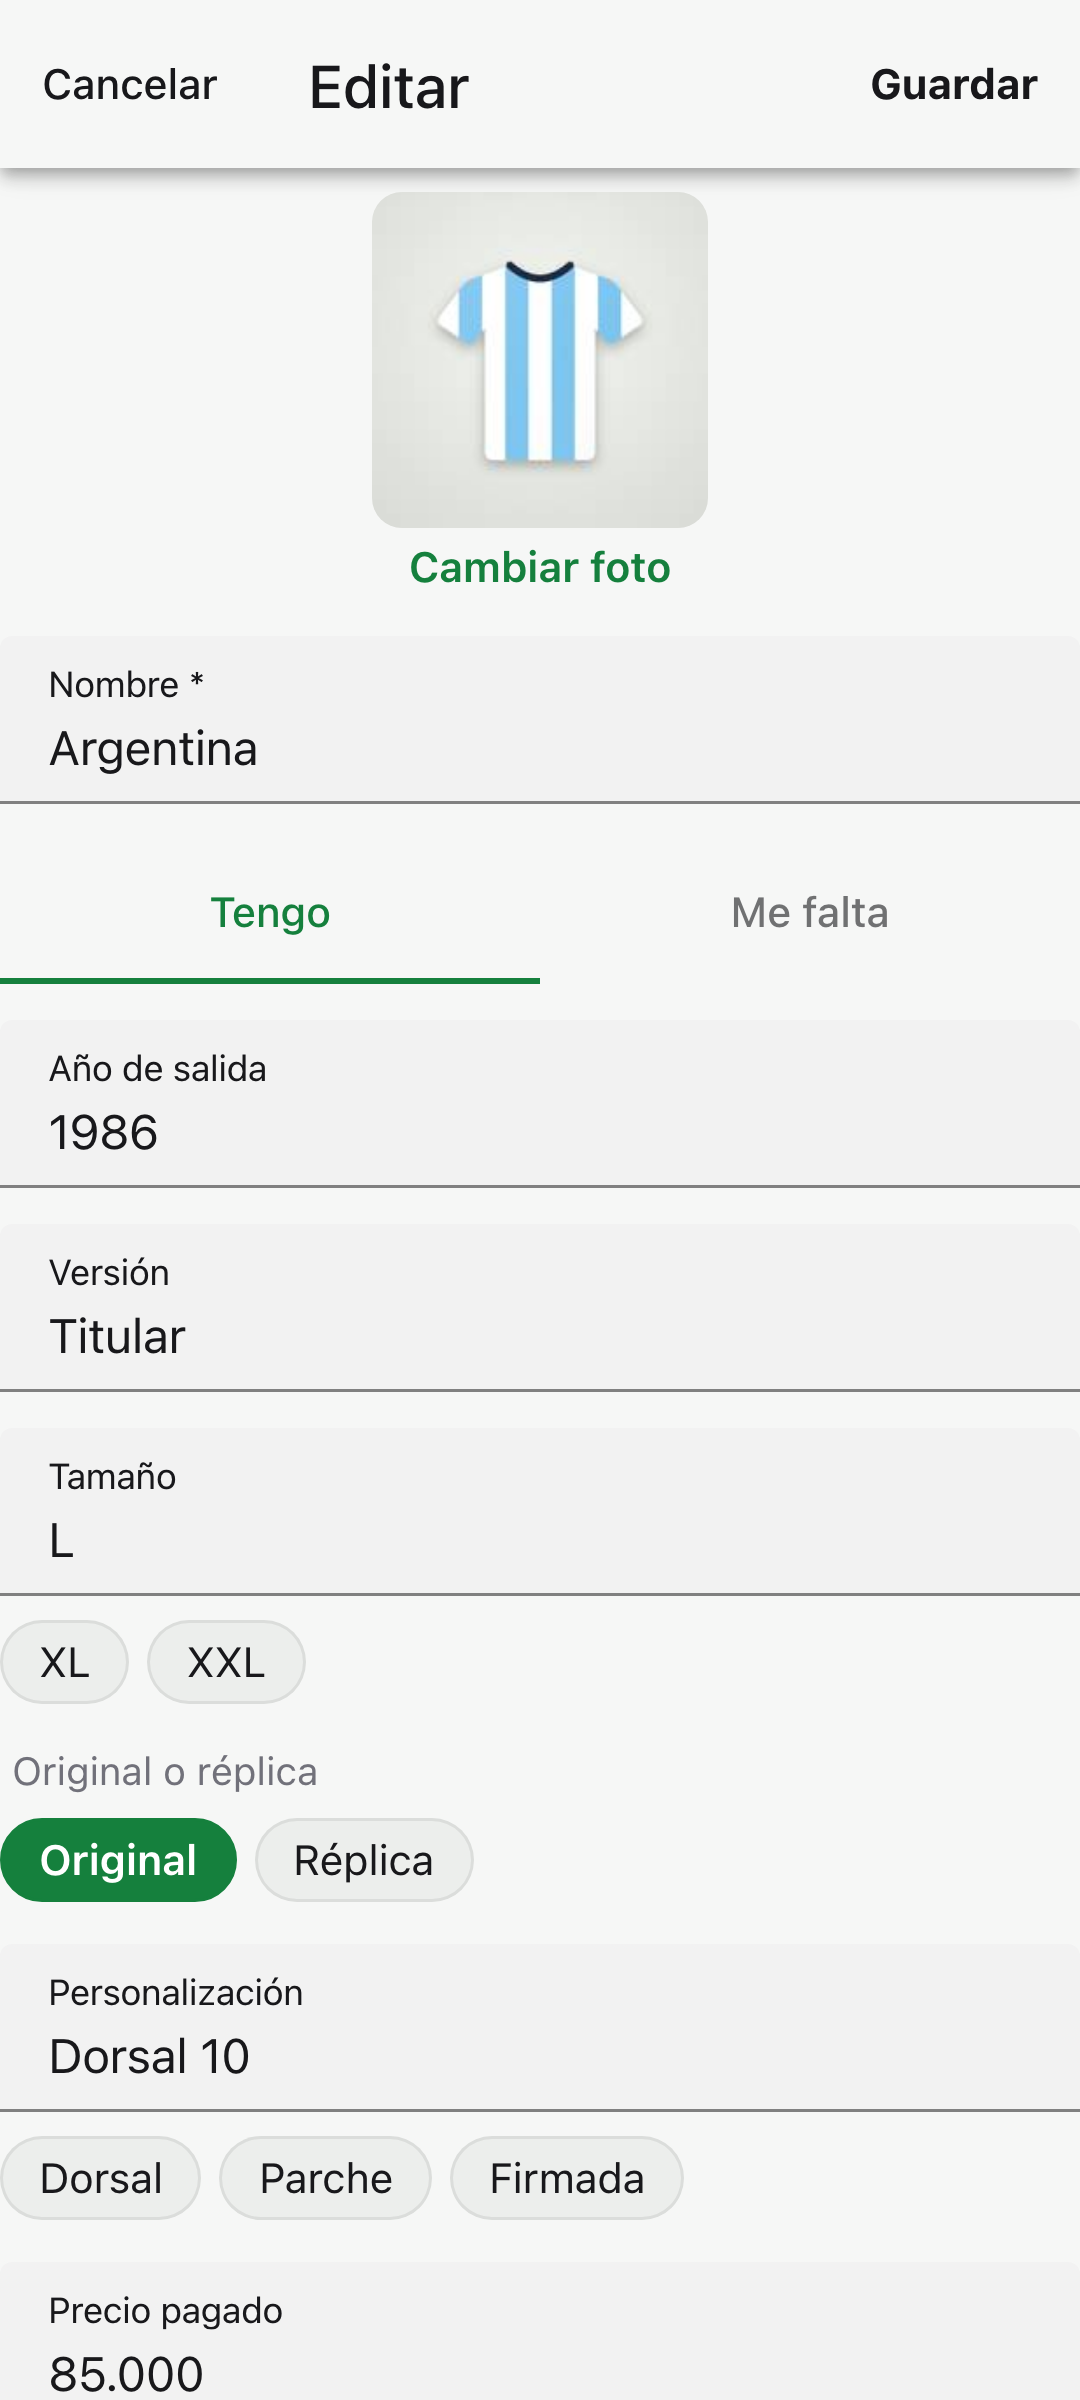 Cancelar Editar Guardar
Cambiar foto
Nombre *
Argentina
Tengo Me falta
Año de salida
1986
Versión
Titular
Tamaño
L
XL XXL
Original o réplica
Original Réplica
Personalización
Dorsal 10
Dorsal Parche Firmada
Precio pagado
85.000